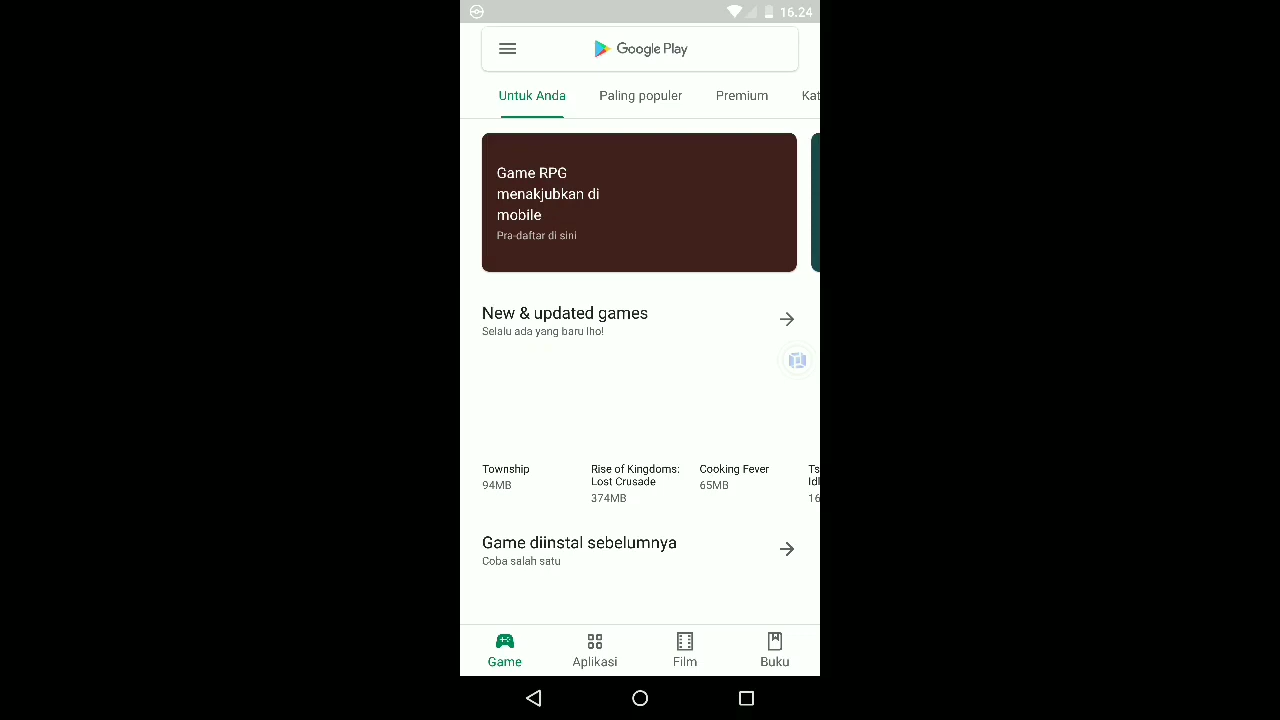 16.24
Google Play
Untuk Anda
Paling populer
Premium
Kat
Game RPG
menakjubkan di
mobile
Pra-daftar di sini
New & updated games
Selalu ada yang baru lho!
Township
94MB
Rise of Kingdoms:
Lost Crusade
374MB
Cooking Fever
65MB
Ts
Idl
16
Game diinstal sebelumnya
Coba salah satu
Game
Aplikasi
Film
Buku